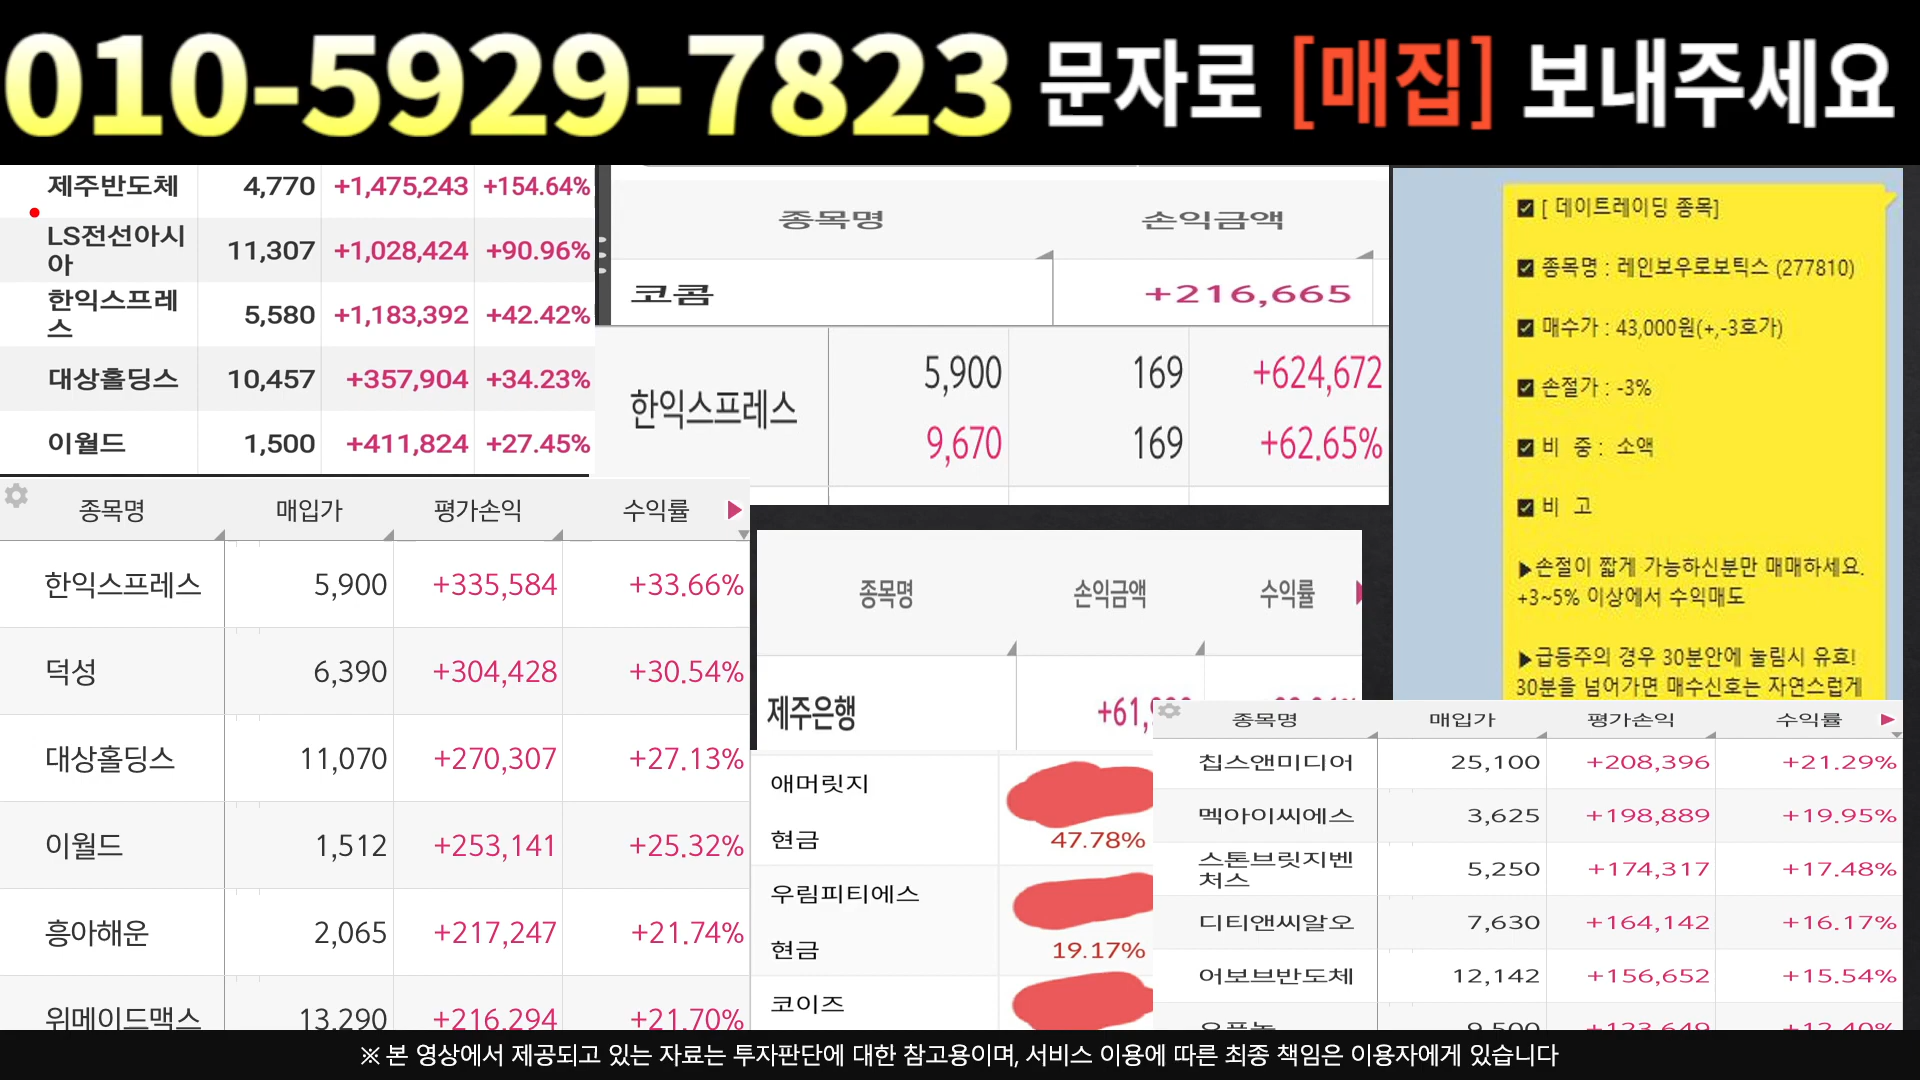 010-5929-7823 문자로 [매집] 보내주세요
제주반도체 4,770 +1,475,243 +154.64%
LS전선아시아 11,307 +1,028,424 +90.96%
한익스프레스 5,580 +1,183,392 +42.42%
대상홀딩스 10,457 +357,904 +34.23%
이월드 1,500 +411,824 +27.45%
종목명 매입가 평가손익 수익률
한익스프레스 5,900 +335,584 +33.66%
덕성 6,390 +304,428 +30.54%
대상홀딩스 11,070 +270,307 +27.13%
이월드 1,512 +253,141 +25.32%
흥아해운 2,065 +217,247 +21.74%
위메이드맥스 13,290 +216,294 +21.70%
종목명 손익금액
코콤 +216,665
한익스프레스 5,900 169 +624,672
9,670 169 +62.65%
종목명 손익금액 수익률
제주은행
애머릿지
현금 47.78%
우림피티에스
현금 19.17%
코이즈
☑ [ 데이트레이딩 종목]
☑ 종목명 : 레인보우로보틱스 (277810)
☑ 매수가 : 43,000원(+,-3호가)
☑ 손절가 : -3%
☑ 비 중 : 소액
☑ 비 고
▶손절이 짧게 가능하신분만 매매하세요.
+3~5% 이상에서 수익매도
▶급등주의 경우 30분안에 눌림시 유효!
30분을 넘어가면 매수신호는 자연스럽게
종목명 매입가 평가손익 수익률
칩스앤미디어 25,100 +208,396 +21.29%
멕아이씨에스 3,625 +198,889 +19.95%
스톤브릿지벤처스 5,250 +174,317 +17.48%
디티앤씨알오 7,630 +164,142 +16.17%
어보브반도체 12,142 +156,652 +15.54%
※ 본 영상에서 제공되고 있는 자료는 투자판단에 대한 참고용이며, 서비스 이용에 따른 최종 책임은 이용자에게 있습니다